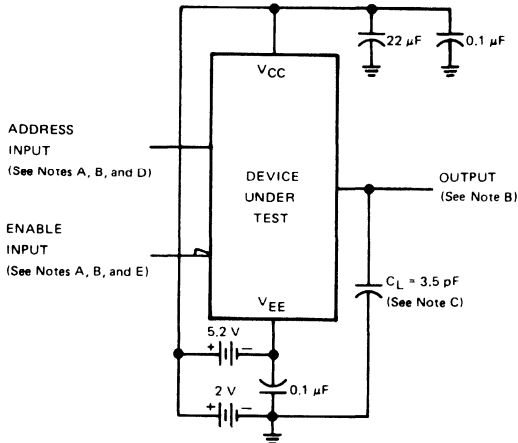 22 μF
0.1 μF
VCC
ADDRESS
INPUT
(See Notes A, B, and D)
DEVICE
UNDER
TEST
OUTPUT
(See Note B)
ENABLE
INPUT
(See Notes A, B, and E)
CL = 3.5 pF
(See Note C)
VEE
5.2 V
+ −
0.1 μF
2 V
+ −